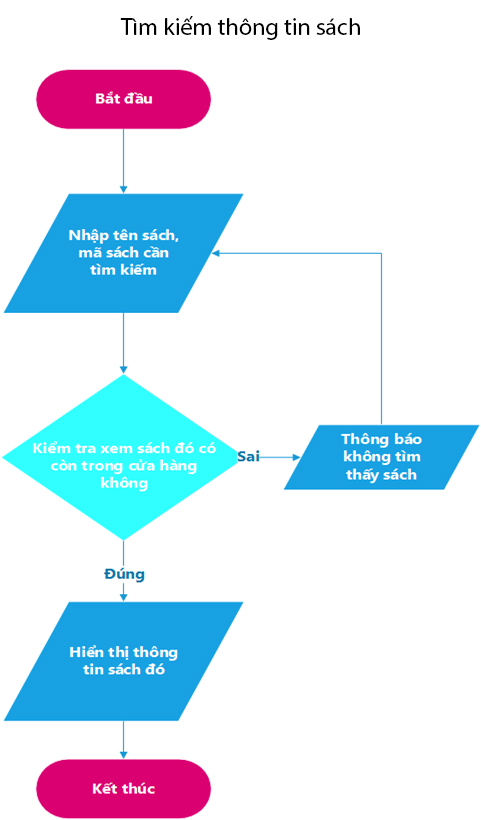 Tìm kiếm thông tin sách
Bắt đầu
Nhập tên sách,
mã sách cần
tìm kiếm
Kiểm tra xem sách đó có
còn trong cửa hàng
không
Sai
Thông báo
không tìm
thấy sách
Đúng
Hiển thị thông
tin sách đó
Kết thúc